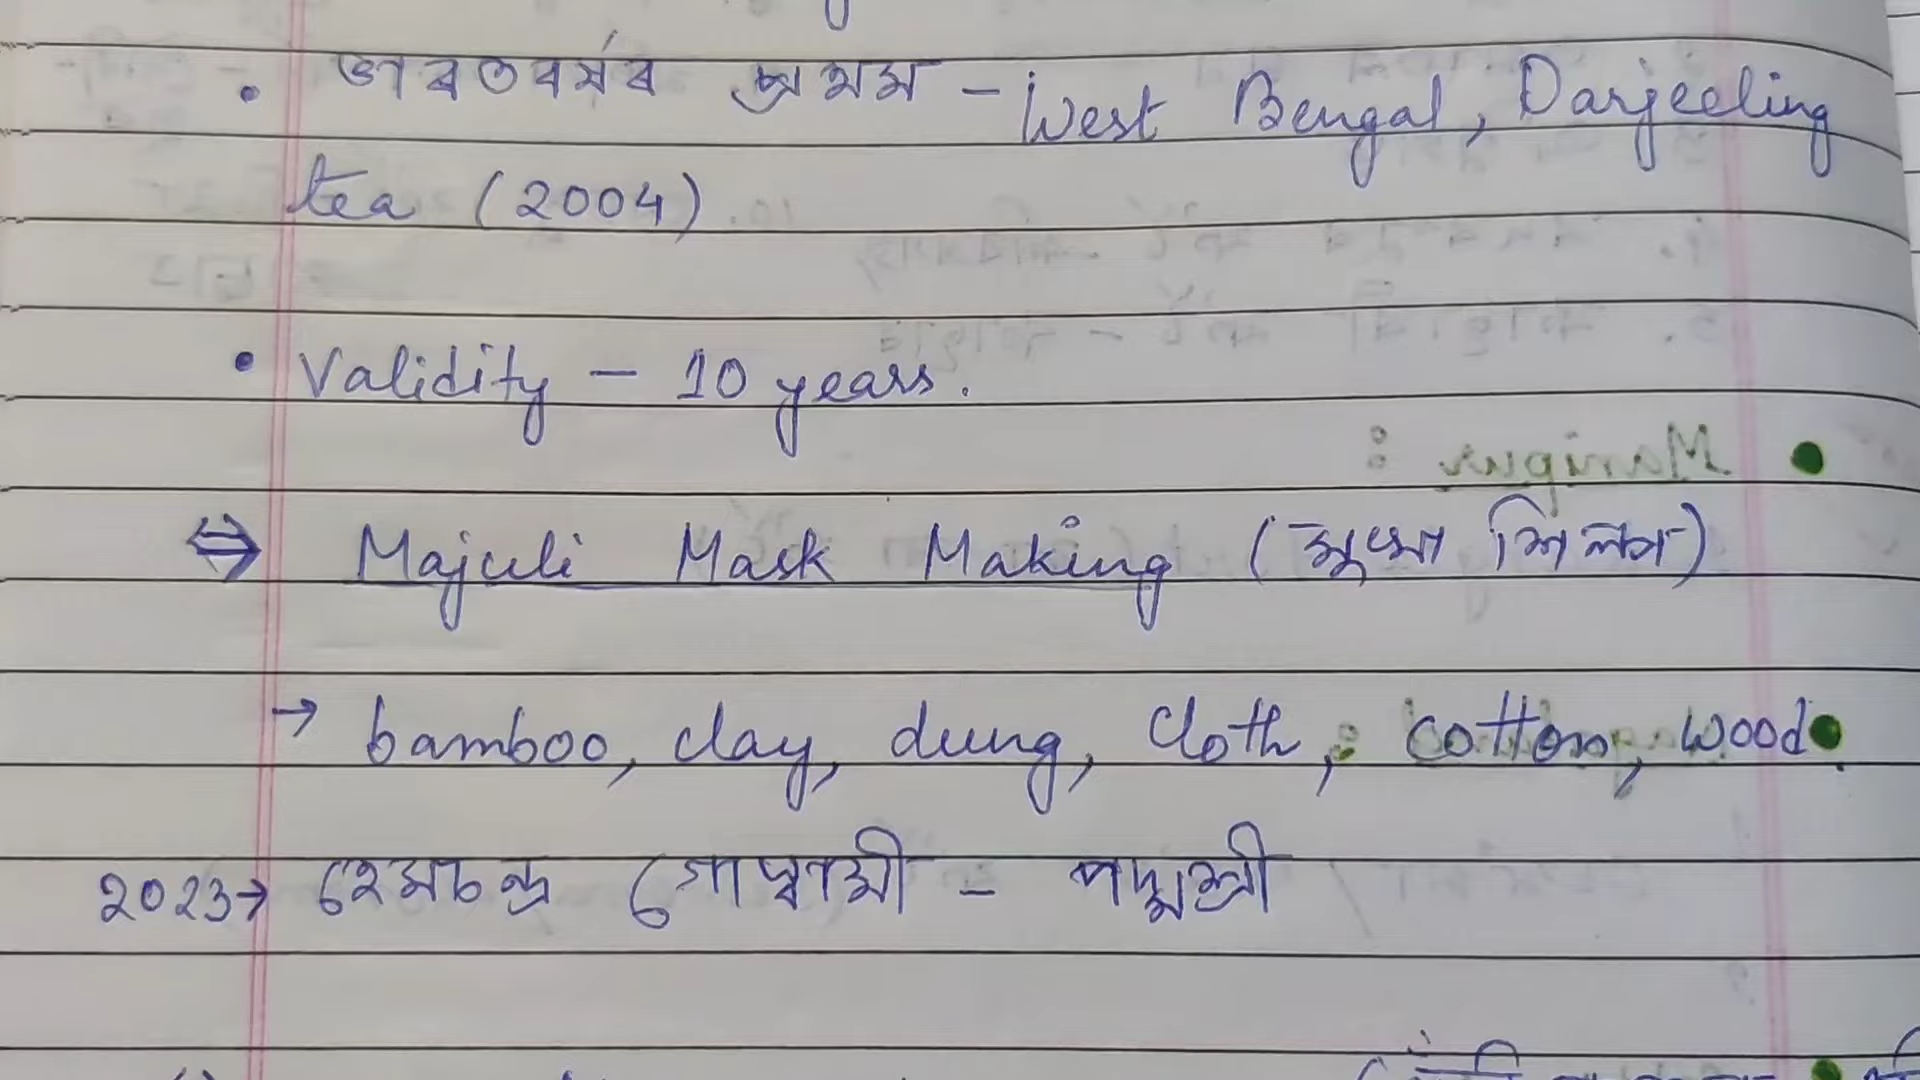 • ভাৰতবৰ্ষৰ প্ৰথম – West Bengal, Darjeeling
tea (2004)
• Validity – 10 years.
⇔ Majuli Mask Making (মুখা শিল্প)
→ bamboo, clay, dung, cloth, cotton, wood.
2023→ হেমচন্দ্ৰ গোস্বামী – পদ্মশ্ৰী